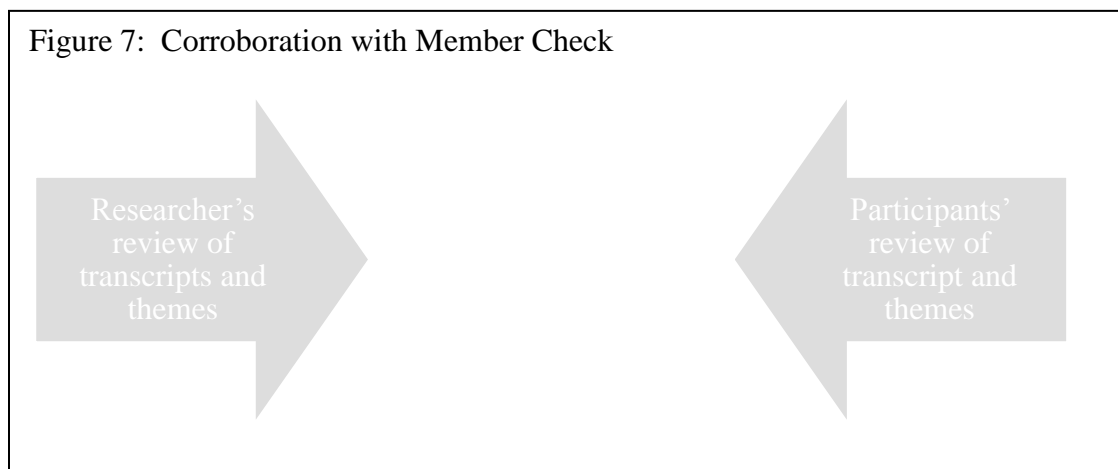 Figure 7:  Corroboration with Member Check
Researcher’s
review of
transcripts and
themes
Participants’
review of
transcript and
themes